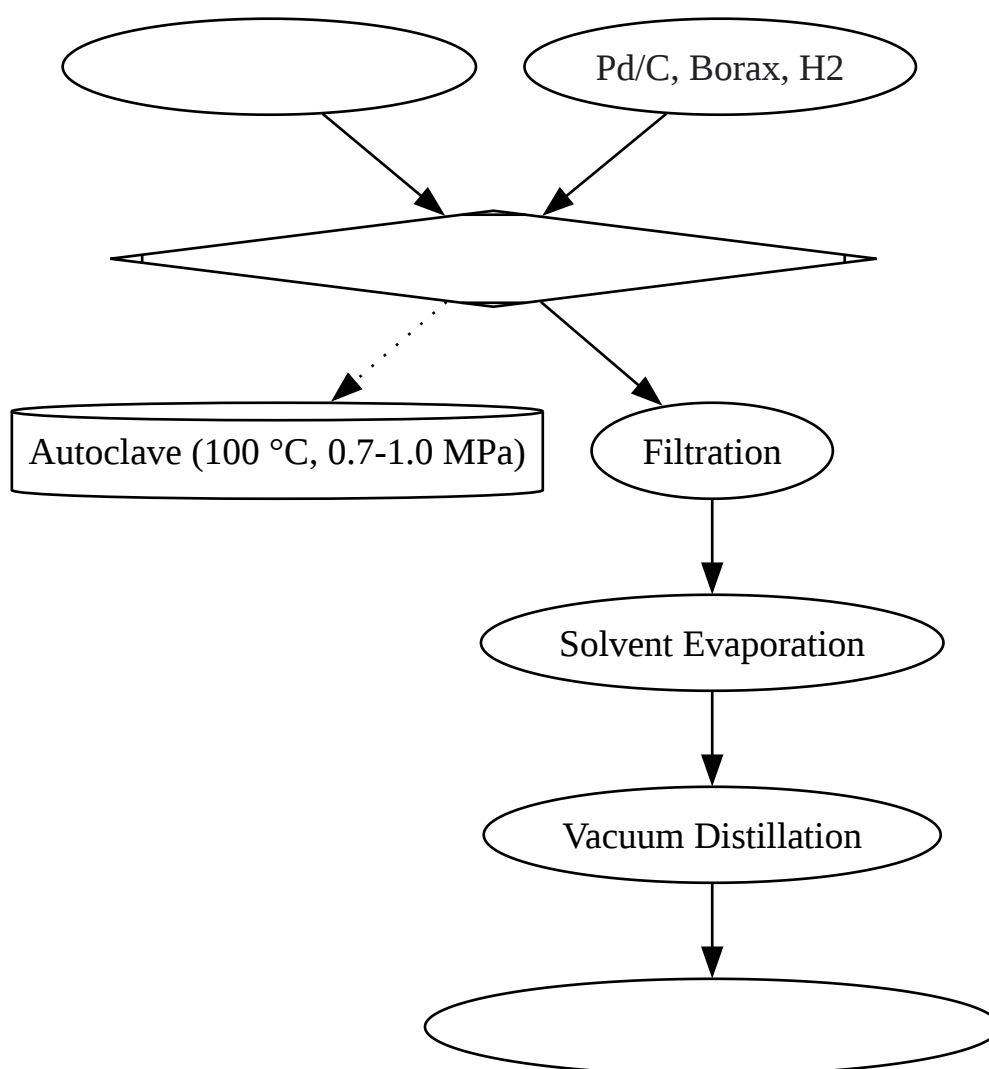 Pd/C, Borax, H2
Autoclave (100 °C, 0.7-1.0 MPa)
Filtration
Solvent Evaporation
Vacuum Distillation